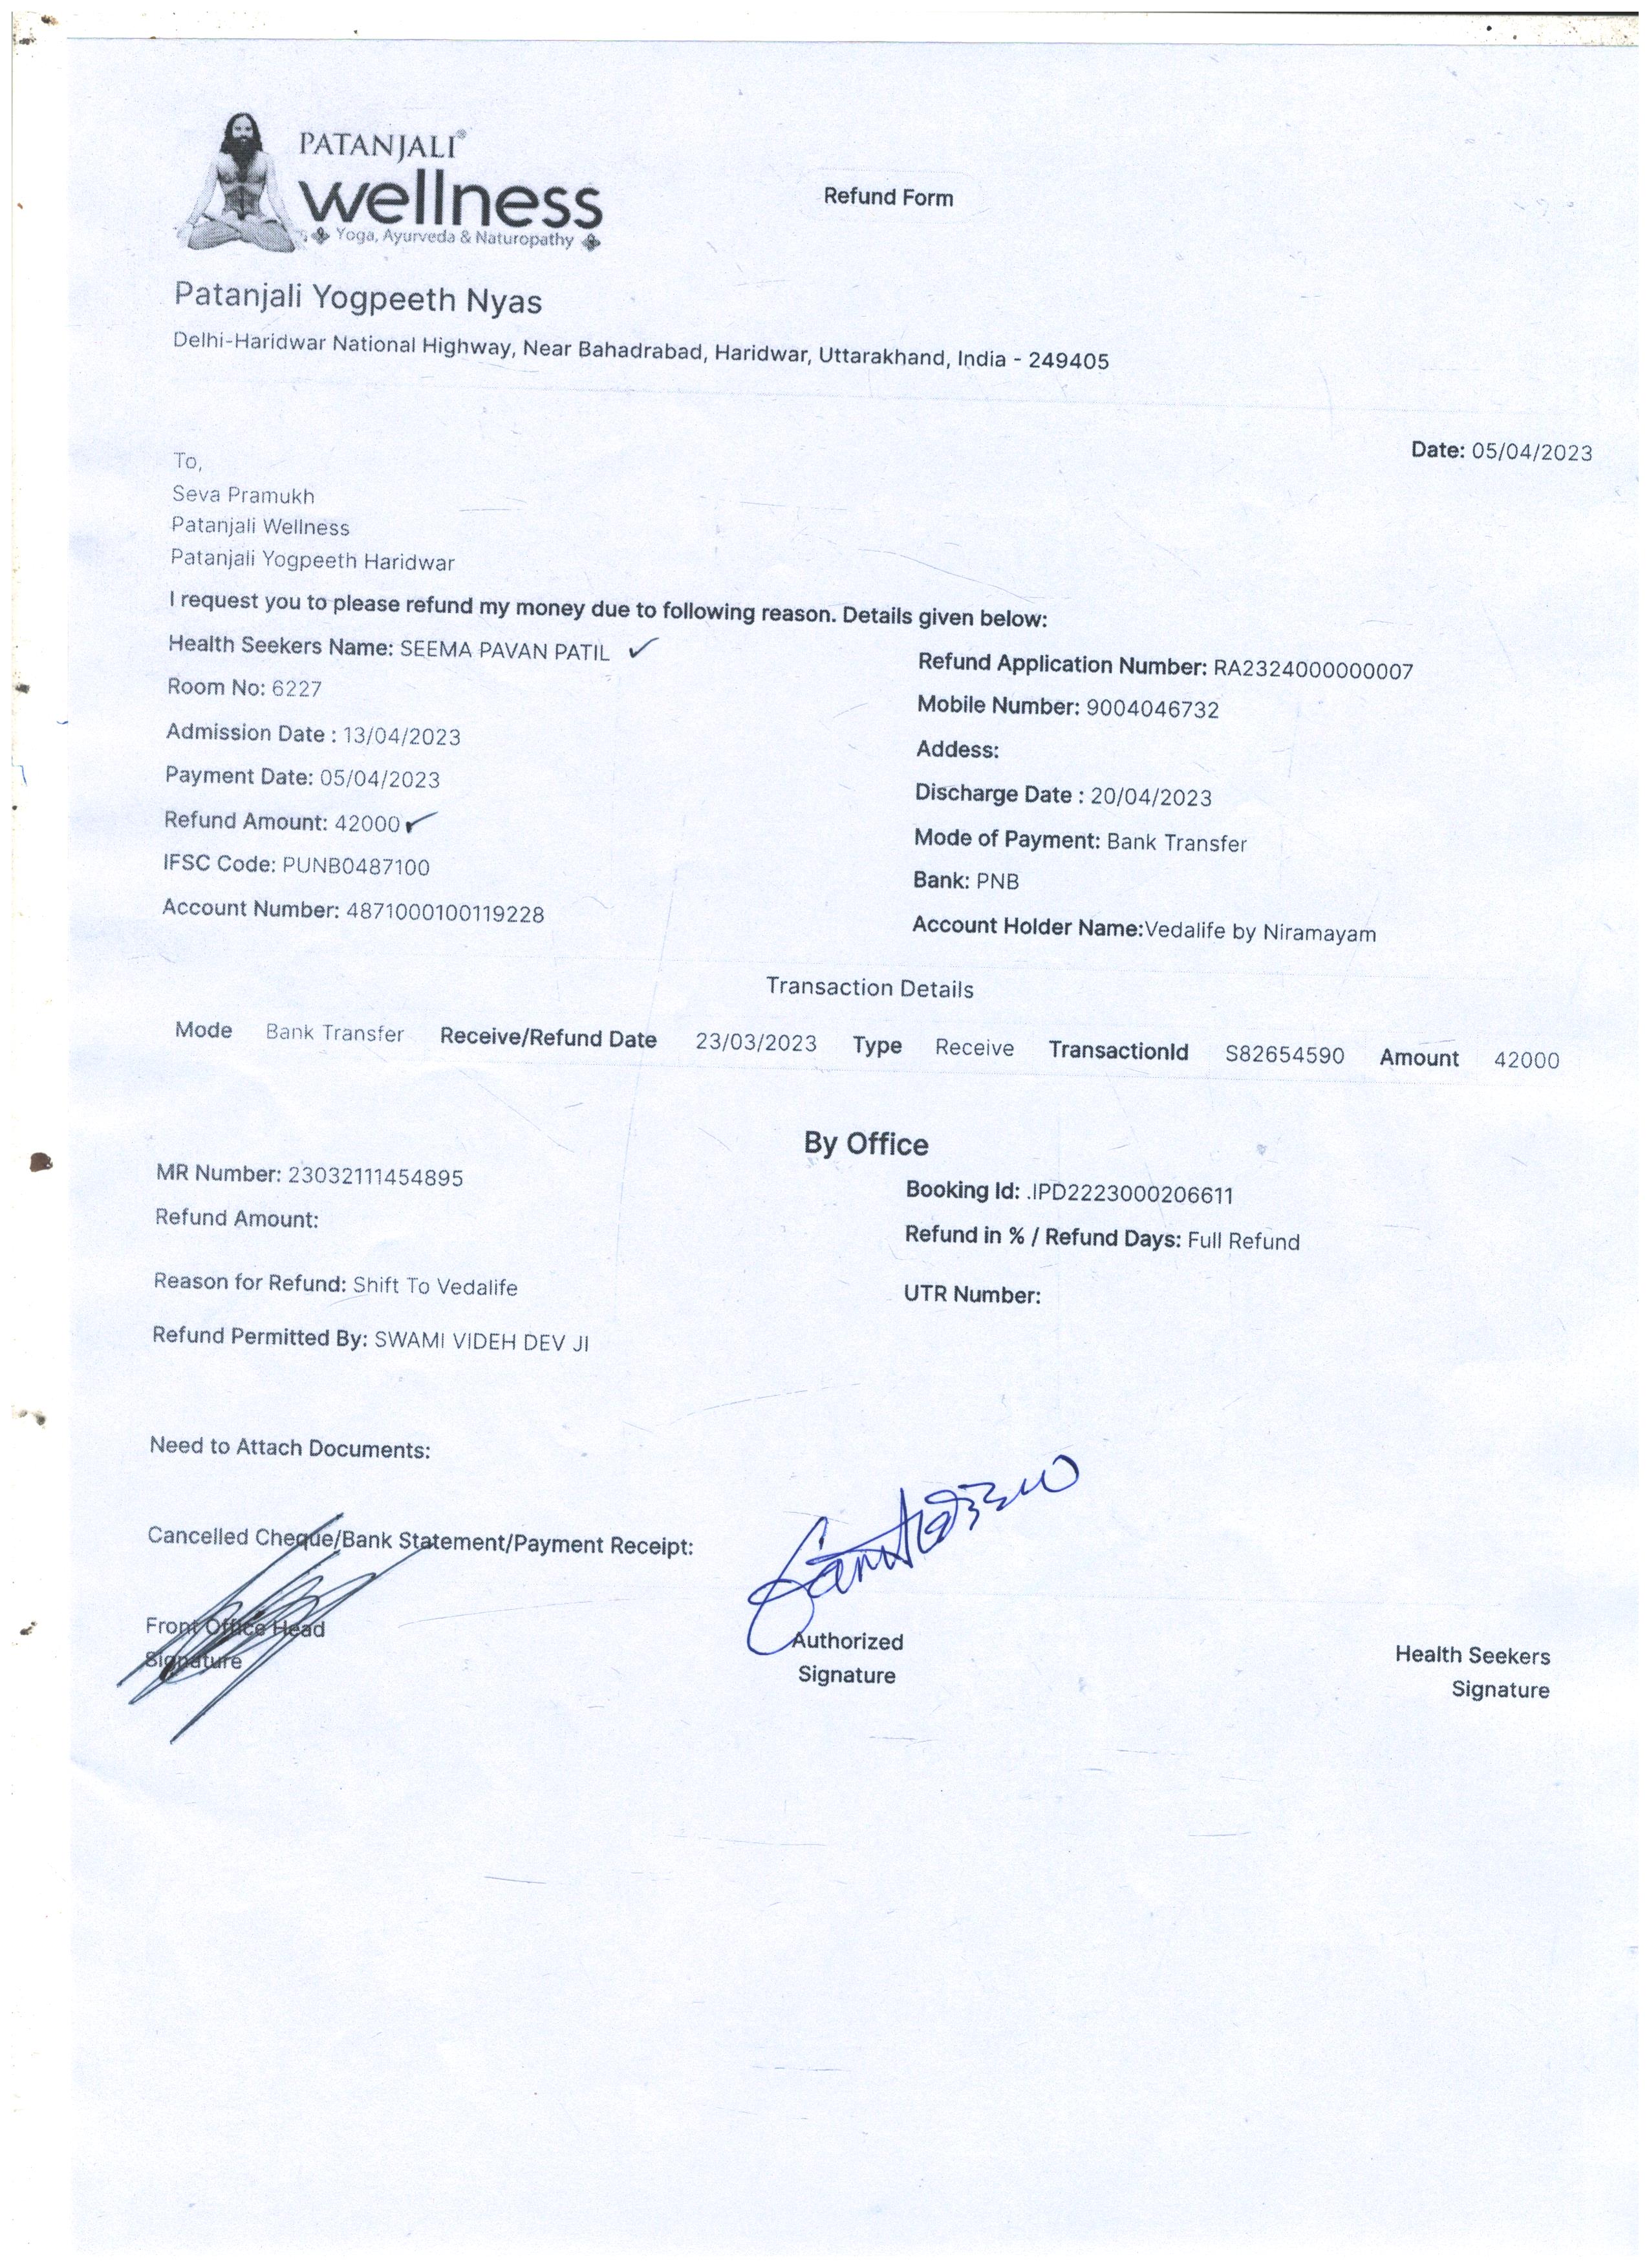 PATANJALI®
wellness
Yoga, Ayurveda & Naturopathy
Refund Form
Patanjali Yogpeeth Nyas
Delhi-Haridwar National Highway, Near Bahadrabad, Haridwar, Uttarakhand, India - 249405
Date: 05/04/2023
To,
Seva Pramukh
Patanjali Wellness
Patanjali Yogpeeth Haridwar
I request you to please refund my money due to following reason. Details given below:
Health Seekers Name: SEEMA PAVAN PATIL ✓
Refund Application Number: RA2324000000007
Room No: 6227
Mobile Number: 9004046732
Admission Date : 13/04/2023
Addess:
Payment Date: 05/04/2023
Discharge Date : 20/04/2023
Refund Amount: 42000 ✓
Mode of Payment: Bank Transfer
IFSC Code: PUNB0487100
Bank: PNB
Account Number: 4871000100119228
Account Holder Name:Vedalife by Niramayam
Transaction Details
Mode Bank Transfer Receive/Refund Date 23/03/2023 Type Receive TransactionId S82654590 Amount 42000
By Office
MR Number: 23032111454895
Booking Id: .IPD2223000206611
Refund Amount:
Refund in % / Refund Days: Full Refund
Reason for Refund: Shift To Vedalife
UTR Number:
Refund Permitted By: SWAMI VIDEH DEV JI
Need to Attach Documents:
Cancelled Cheque/Bank Statement/Payment Receipt:
Front Office Head
Signature
Authorized
Signature
Health Seekers
Signature